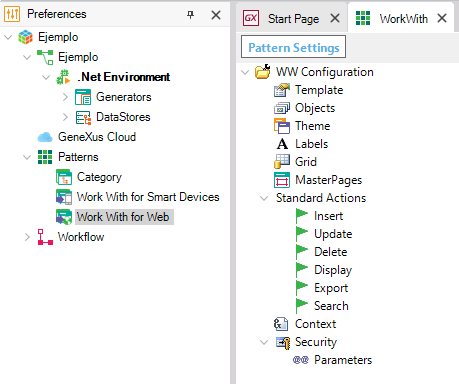 Preferences
Ejemplo
Ejemplo
.Net Environment
Generators
DataStores
GeneXus Cloud
Patterns
Category
Work With for Smart Devices
Work With for Web
Workflow
GX Start Page
WorkWith
Pattern Settings
WW Configuration
Template
Objects
Theme
A Labels
Grid
MasterPages
Standard Actions
Insert
Update
Delete
Display
Export
Search
Context
Security
@@ Parameters